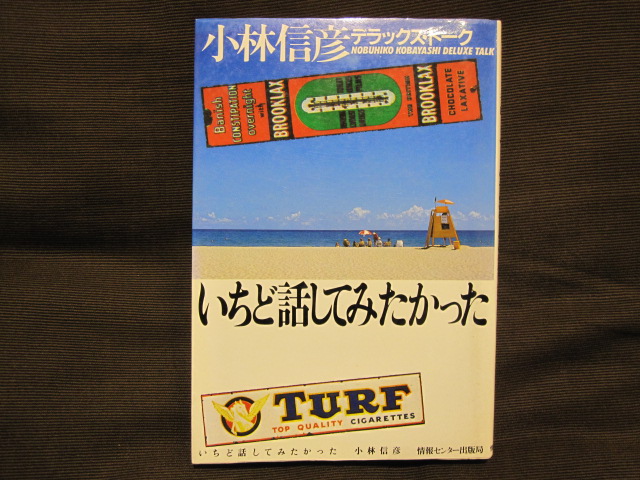 小林信彦デラックス・トーク
NOBUHIKO KOBAYASHI DELUXE TALK
Banish
CONSTIPATION
overnight
with
BROOKLAX
BROOKLAX
CHOCOLATE
LAXATIVE
いちど話してみたかった
TURF
TOP QUALITY CIGARETTES
いちど話してみたかった 小林信彦 情報センター出版局